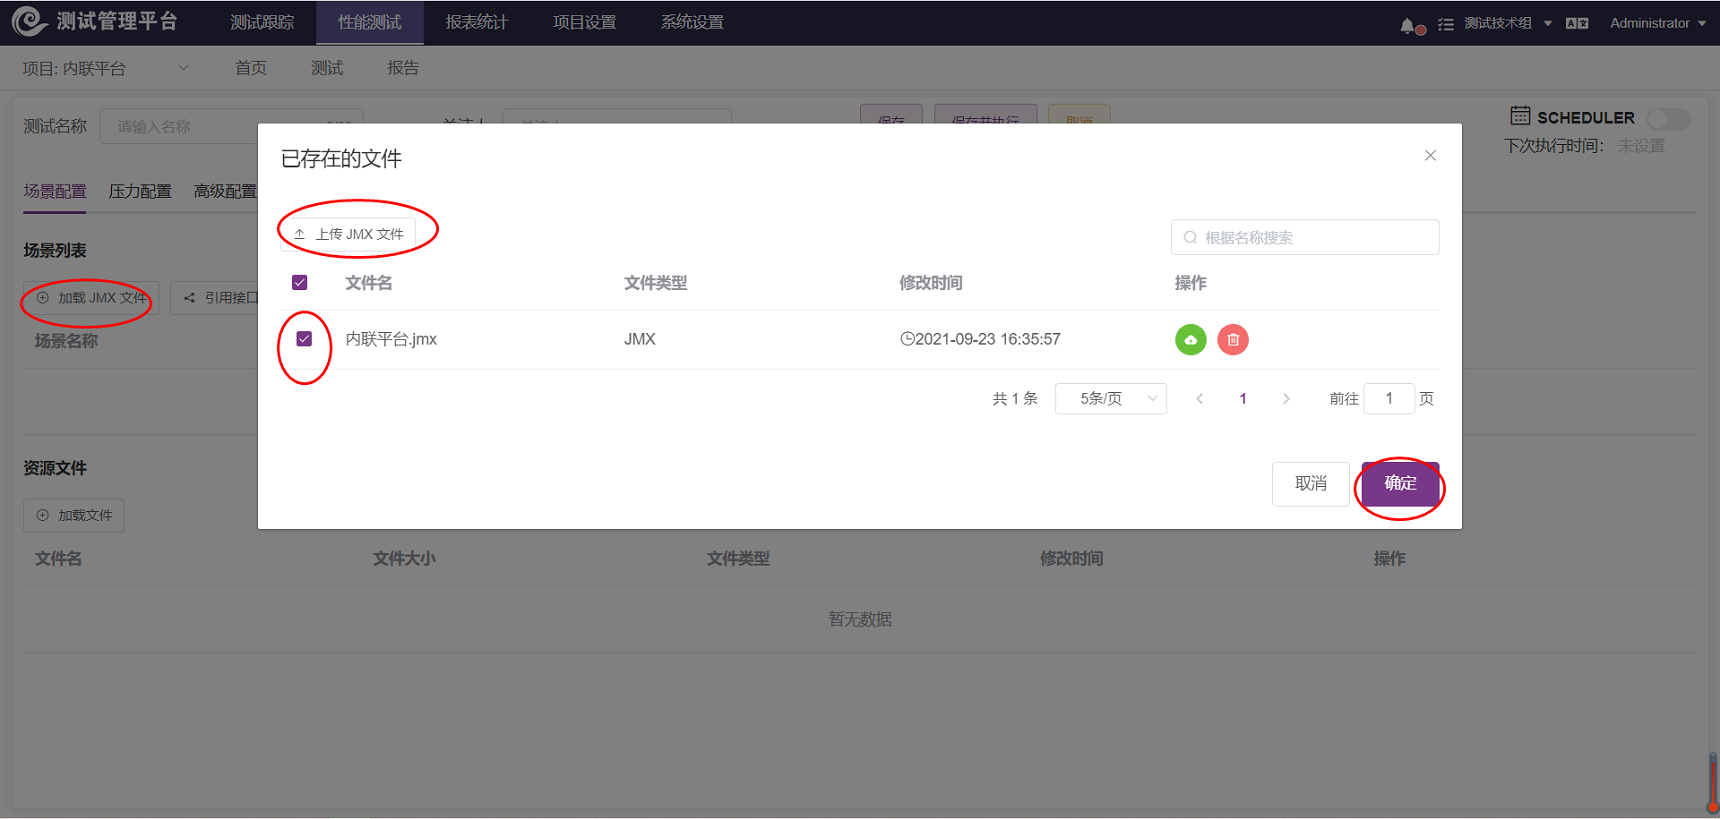 测试管理平台 测试跟踪 性能测试 报表统计 项目设置 系统设置 测试技术组 Administrator
项目: 内联平台 首页 测试 报告
测试名称 请输入名称 保存 保存并执行 取消 SCHEDULER
下次执行时间： 未设置
已存在的文件
场景配置 压力配置 高级配置
上传 JMX 文件 根据名称搜索
场景列表
文件名 文件类型 修改时间 操作
加载 JMX 文件 引用接口
内联平台.jmx JMX 2021-09-23 16:35:57
场景名称
共 1 条 5条/页 1 前往 1 页
资源文件
取消 确定
加载文件
文件名 文件大小 文件类型 修改时间 操作
暂无数据